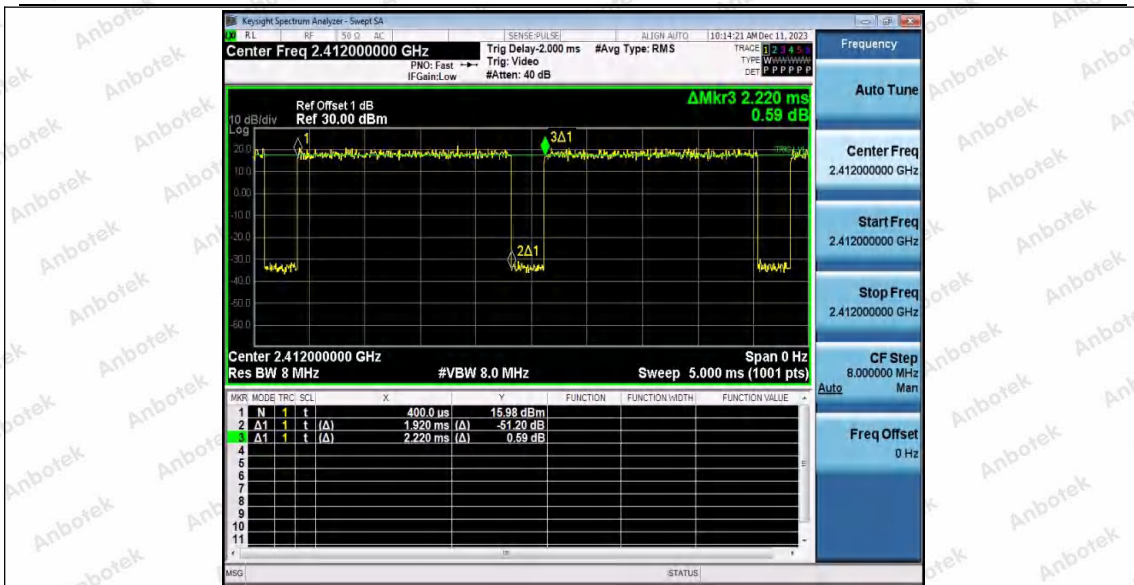 Keysight Spectrum Analyzer - Swept SA
RL RF 50 Ω AC SENSE:PULSE ALIGN AUTO 10:14:21 AM Dec 11, 2023
Center Freq 2.412000000 GHz
PNO: Fast
IFGain:Low
Trig Delay-2.000 ms
Trig: Video
#Atten: 40 dB
#Avg Type: RMS
TRACE 1 2 3 4 5 6
TYPE WWWWWW
DET P P P P P P
ΔMkr3 2.220 ms
0.59 dB
Ref Offset 1 dB
10 dB/div Ref 30.00 dBm
Log
1
3Δ1
20.0
10.0
0.00
-10.0
-20.0
2Δ1
-30.0
-40.0
-50.0
-60.0
Center 2.412000000 GHz Span 0 Hz
Res BW 8 MHz #VBW 8.0 MHz Sweep 5.000 ms (1001 pts)
MKR MODE TRC SCL X Y FUNCTION FUNCTION WIDTH FUNCTION VALUE
1 N 1 t 400.0 µs 15.98 dBm
2 Δ1 1 t (Δ) 1.920 ms (Δ) -51.20 dB
3 Δ1 1 t (Δ) 2.220 ms (Δ) 0.59 dB
4
5
6
7
8
9
10
11
MSG STATUS
Frequency
Auto Tune
Center Freq
2.412000000 GHz
Start Freq
2.412000000 GHz
Stop Freq
2.412000000 GHz
CF Step
8.000000 MHz
Auto Man
Freq Offset
0 Hz
Anbotek